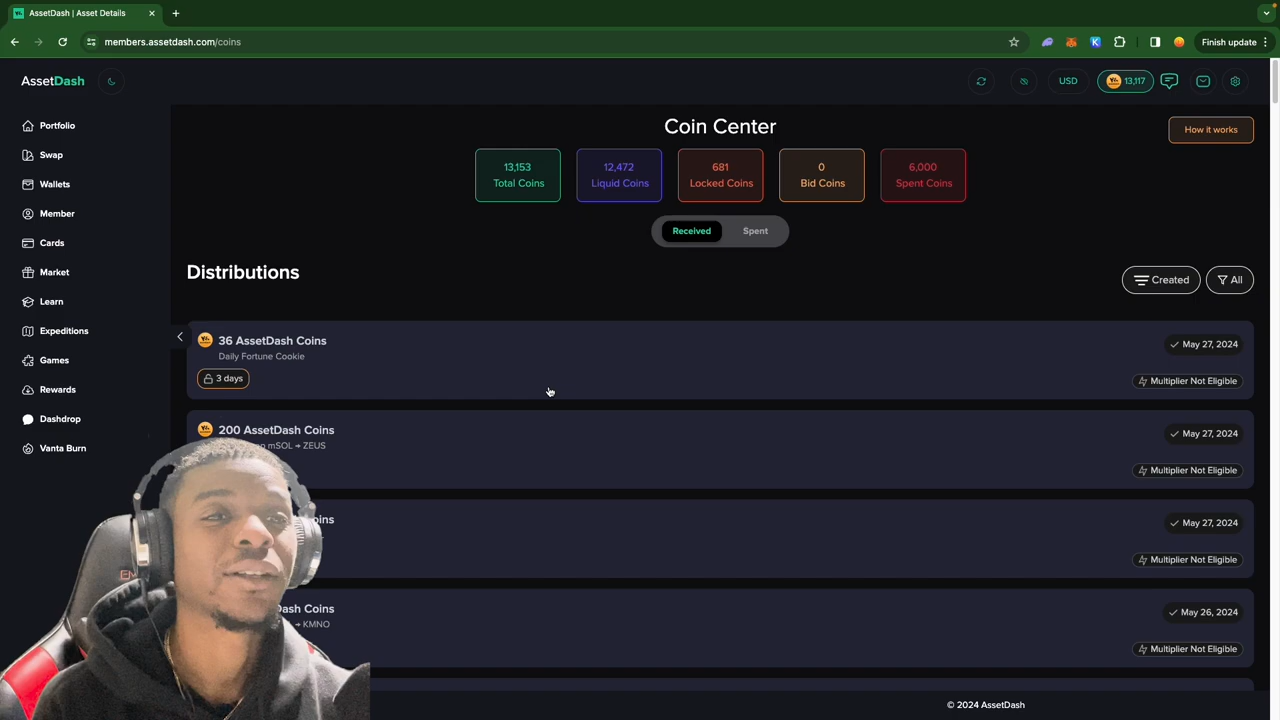 AssetDash | Asset Details
members.assetdash.com/coins
Finish update
AssetDash
USD
13,117
Portfolio
Swap
Wallets
Member
Cards
Market
Learn
Expeditions
Games
Rewards
Dashdrop
Vanta Burn
Coin Center
How it works
13,153
Total Coins
12,472
Liquid Coins
681
Locked Coins
0
Bid Coins
6,000
Spent Coins
Received
Spent
Distributions
Created
All
36 AssetDash Coins
Daily Fortune Cookie
3 days
May 27, 2024
Multiplier Not Eligible
200 AssetDash Coins
mSOL → ZEUS
May 27, 2024
Multiplier Not Eligible
May 27, 2024
Multiplier Not Eligible
Coins
→ KMNO
May 26, 2024
Multiplier Not Eligible
© 2024 AssetDash